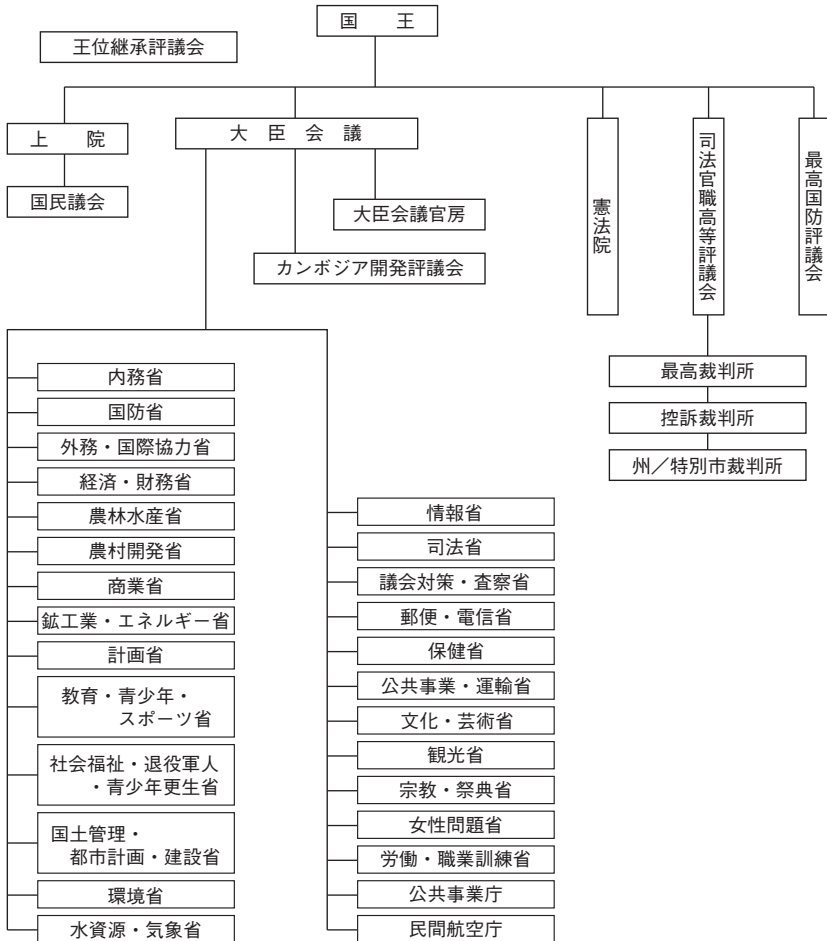 国　王
王位継承評議会
上　院
大臣会議
国民議会
大臣会議官房
カンボジア開発評議会
憲法院
司法官職高等評議会
最高国防評議会
最高裁判所
控訴裁判所
州／特別市裁判所
内務省
国防省
外務・国際協力省
経済・財務省
農林水産省
農村開発省
商業省
鉱工業・エネルギー省
計画省
教育・青少年・
スポーツ省
社会福祉・退役軍人
・青少年更生省
国土管理・
都市計画・建設省
環境省
水資源・気象省
情報省
司法省
議会対策・査察省
郵便・電信省
保健省
公共事業・運輸省
文化・芸術省
観光省
宗教・祭典省
女性問題省
労働・職業訓練省
公共事業庁
民間航空庁